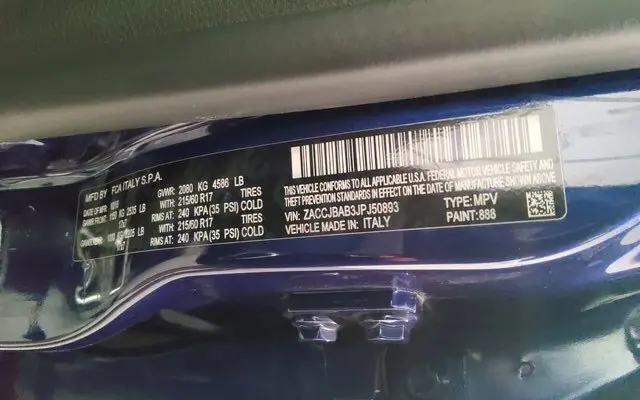 MFD BY FCA ITALY S.P.A.
GVWR: 2080 KG 4586 LB
WITH 215/60 R17 TIRES
RIMS AT: 240 KPA(35 PSI) COLD
WITH 215/60 R17 TIRES
RIMS AT: 240 KPA(35 PSI) COLD
THIS VEHICLE CONFORMS TO ALL APPLICABLE U.S.A. FEDERAL MOTOR VEHICLE SAFETY, BUMPER AND
THEFT PREVENTION STANDARDS IN EFFECT ON THE DATE OF MANUFACTURE SHOWN ABOVE.
VIN: ZACCJBAB3JPJ50893 TYPE: MPV
VEHICLE MADE IN: ITALY PAINT: 888